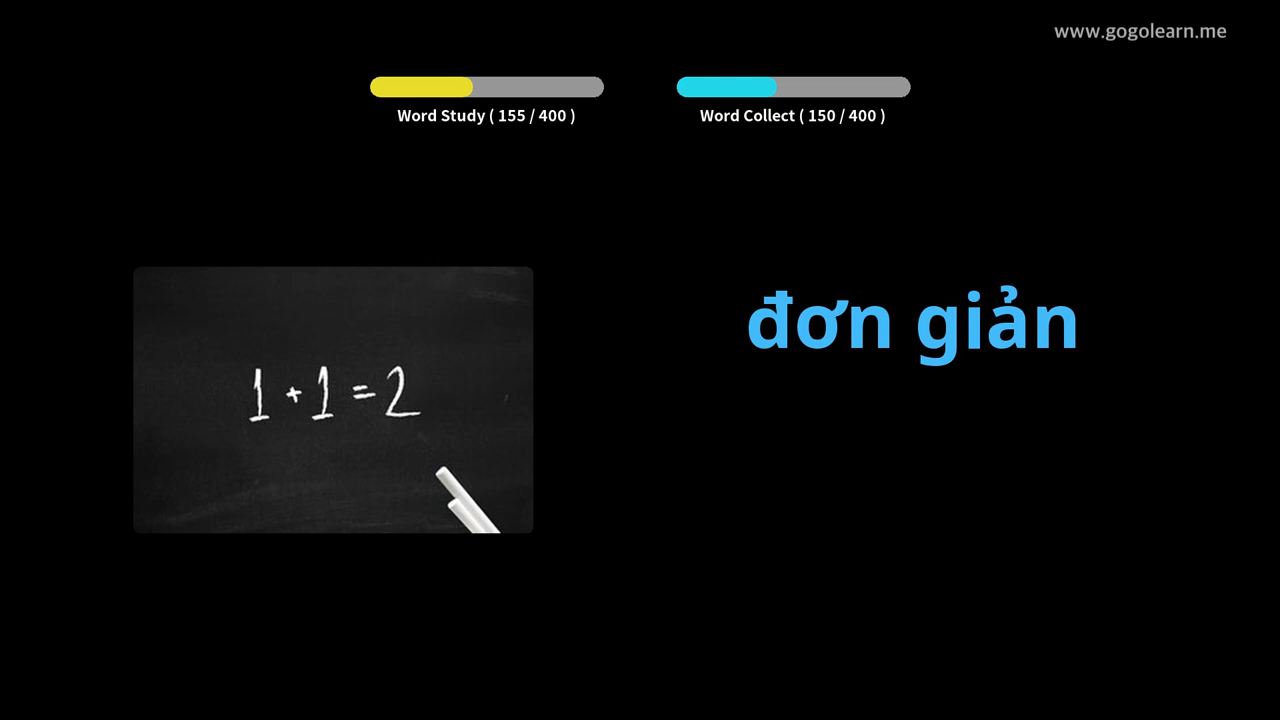 www.gogolearn.me
Word Study ( 155 / 400 )
Word Collect ( 150 / 400 )
đơn giản
1 + 1 = 2